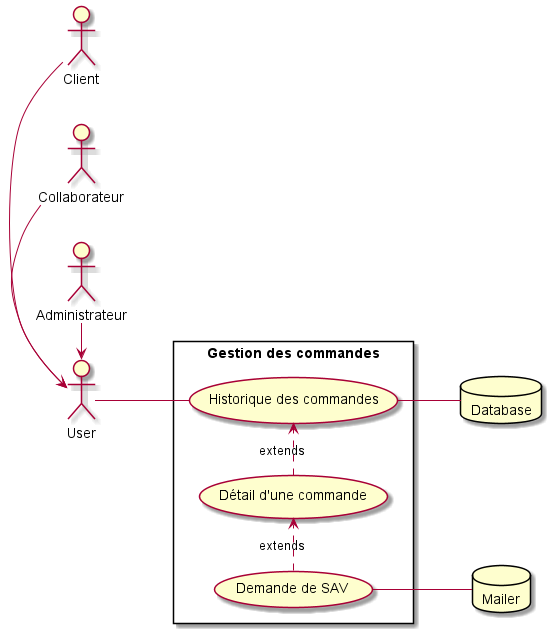 Client
Collaborateur
Administrateur
User
Gestion des commandes
Historique des commandes
Database
extends
Détail d'une commande
extends
Demande de SAV
Mailer